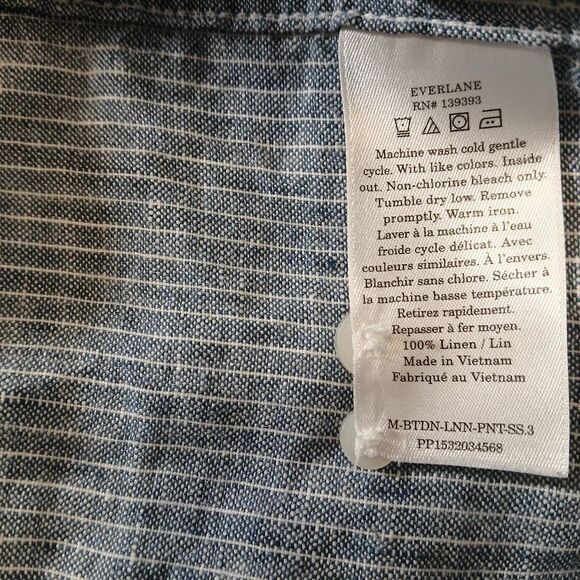 EVERLANE
RN# 139393
Machine wash cold gentle
cycle. With like colors. Inside
out. Non-chlorine bleach only.
Tumble dry low. Remove
promptly. Warm iron.
Laver à la machine à l'eau
froide cycle délicat. Avec
couleurs similaires. À l'envers.
Blanchir sans chlore. Sécher à
la machine basse température.
Retirez rapidement.
Repasser à fer moyen.
100% Linen / Lin
Made in Vietnam
Fabriqué au Vietnam
M-BTDN-LNN-PNT-SS.3
PP1532034568